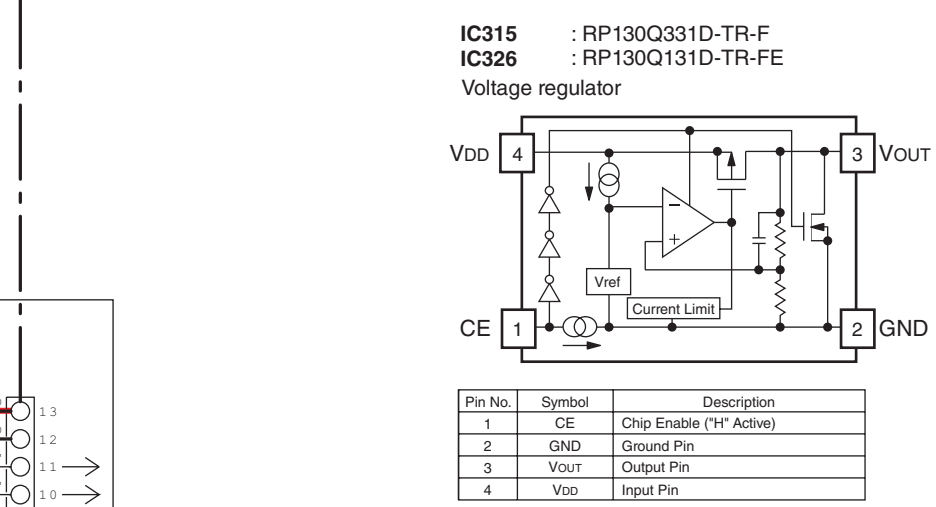 IC315 : RP130Q331D-TR-F
IC326 : RP130Q131D-TR-FE
Voltage regulator
VDD 4
3 VOUT
Vref
Current Limit
CE 1
2 GND
Pin No. Symbol Description
1 CE Chip Enable ("H" Active)
2 GND Ground Pin
3 VOUT Output Pin
4 VDD Input Pin
13
12
11
10